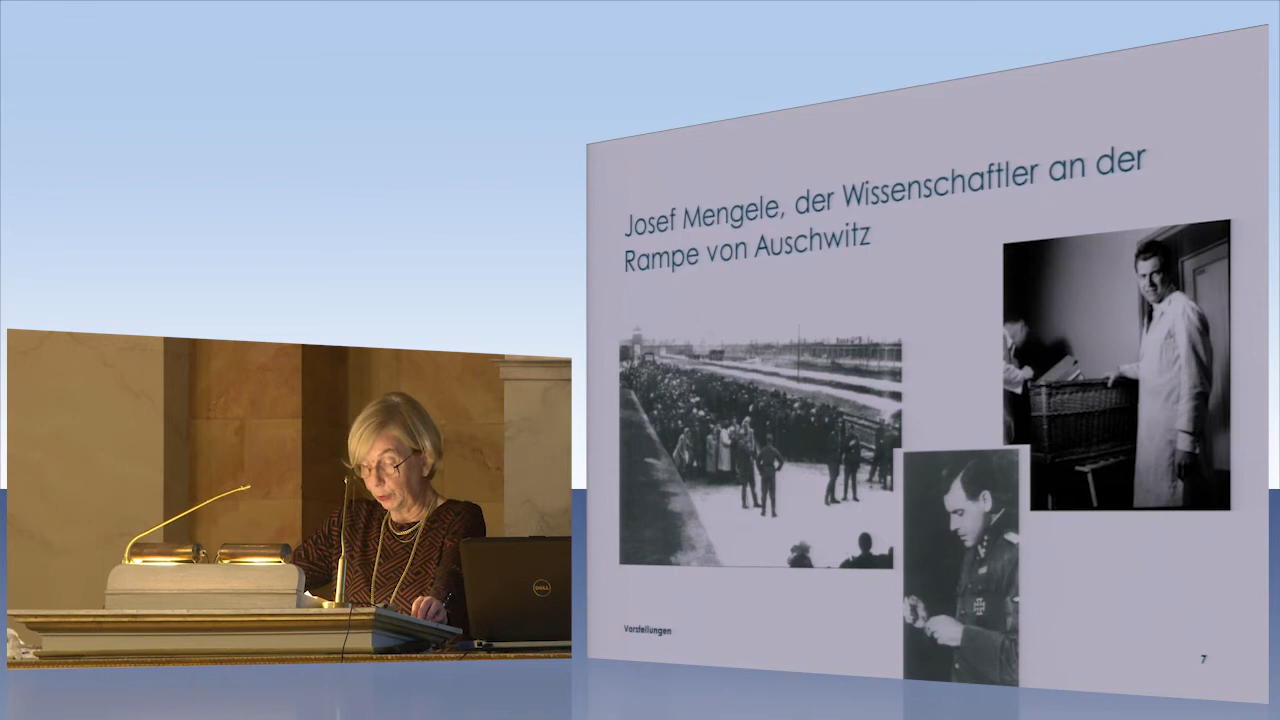 Josef Mengele, der Wissenschaftler an der
Rampe von Auschwitz
Vorstellungen
7
DELL